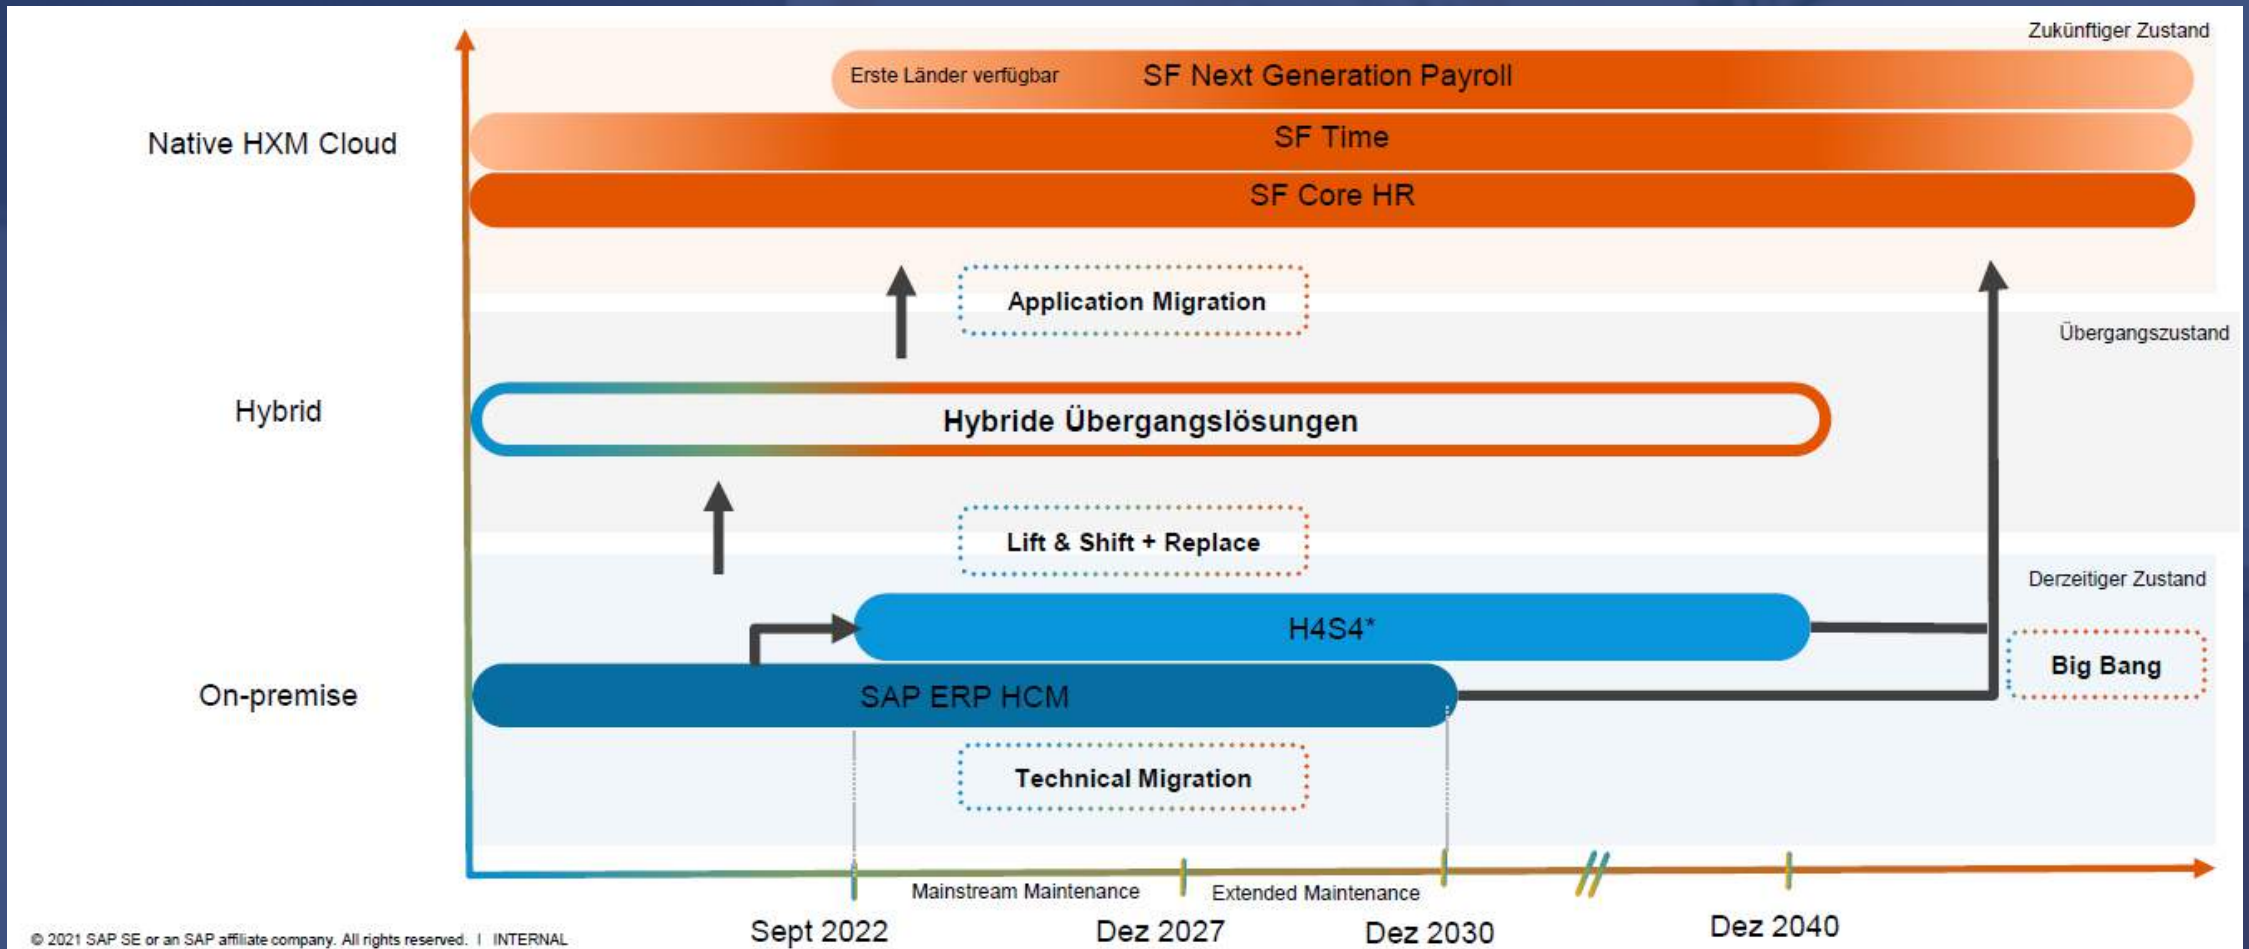 Zukünftiger Zustand
Erste Länder verfügbar
SF Next Generation Payroll
Native HXM Cloud
SF Time
SF Core HR
Application Migration
Übergangszustand
Hybrid
Hybride Übergangslösungen
Lift & Shift + Replace
Derzeitiger Zustand
H4S4*
Big Bang
On-premise
SAP ERP HCM
Technical Migration
Mainstream Maintenance
Extended Maintenance
Sept 2022
Dez 2027
Dez 2030
Dez 2040
© 2021 SAP SE or an SAP affiliate company. All rights reserved. I INTERNAL